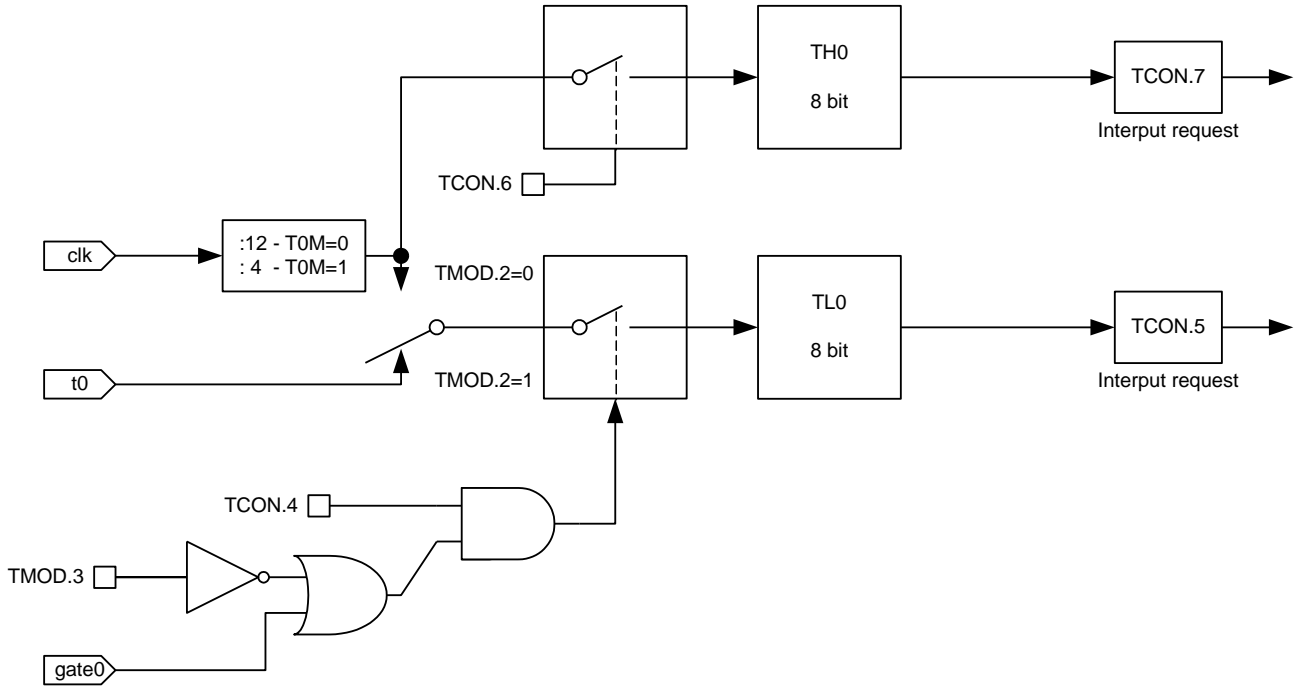 TH0
8 bit
TCON.7
Interput request
TCON.6
clk
:12 - T0M=0
: 4  - T0M=1
TMOD.2=0
TL0
8 bit
TCON.5
Interput request
t0
TMOD.2=1
TCON.4
TMOD.3
gate0